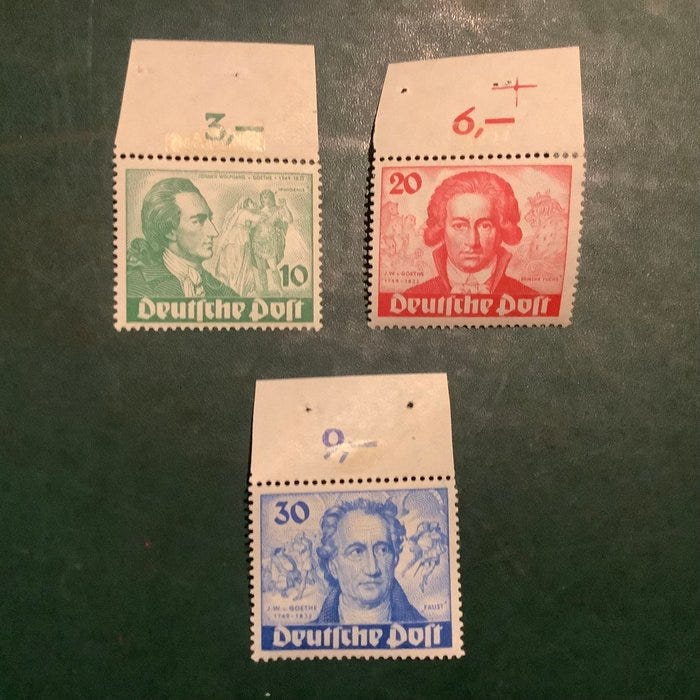 3,—
JOHANN WOLFGANG v. GOETHE • 1749-1832
IPHIGENIE
10
Deutsche Post
6,—
20
J.W.v.GOETHE
1749-1832
REINEKE FUCHS
Deutsche Post
9,—
30
J.W.v.GOETHE
1749-1832
„FAUST"
Deutsche Post